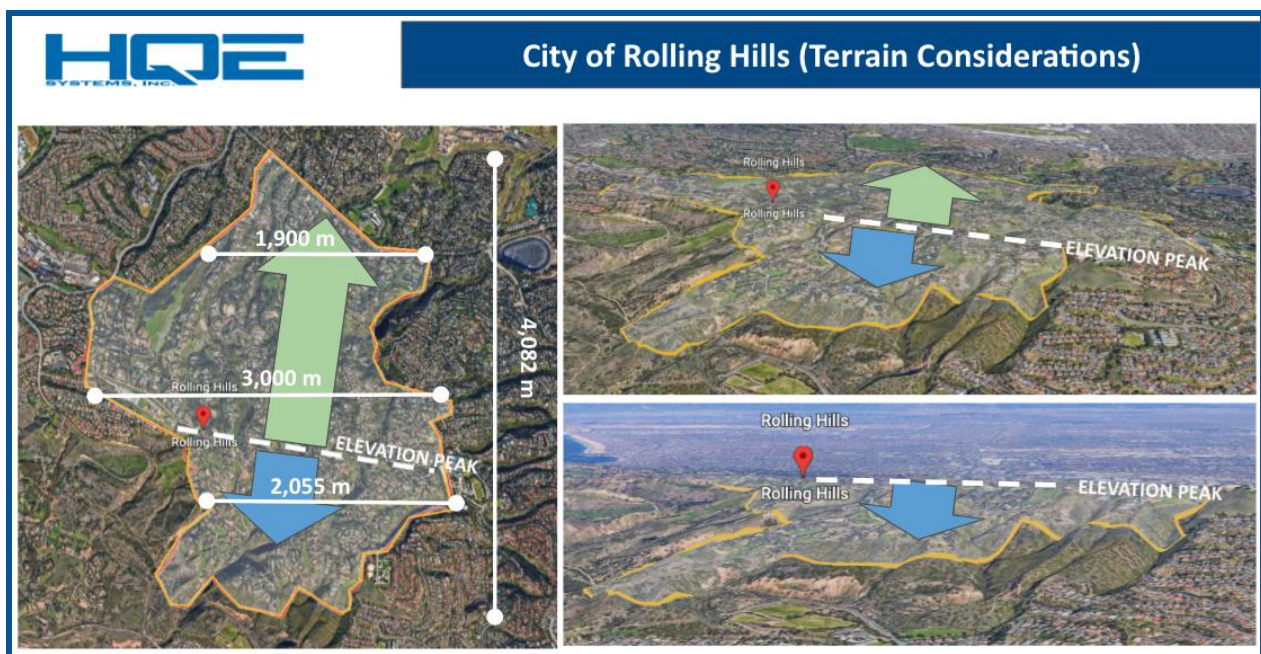 HQE
SYSTEMS, INC.
City of Rolling Hills (Terrain Considerations)
1,900 m
4,082 m
Rolling Hills
3,000 m
Rolling Hills
ELEVATION PEAK
2,055 m
Rolling Hills
Rolling Hills
ELEVATION PEAK
Rolling Hills
Rolling Hills
ELEVATION PEAK